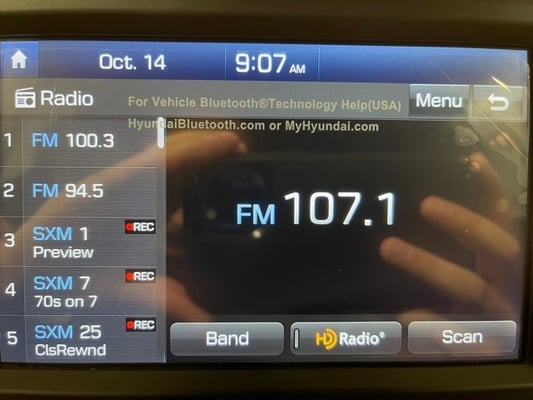 Oct. 14
9:07 AM
Radio
For Vehicle Bluetooth®Technology Help(USA)
HyundaiBluetooth.com or MyHyundai.com
Menu
1 FM 100.3
2 FM 94.5
3 SXM 1 REC
Preview
4 SXM 7 REC
70s on 7
5 SXM 25 REC
ClsRewnd
FM 107.1
Band
HD Radio®
Scan